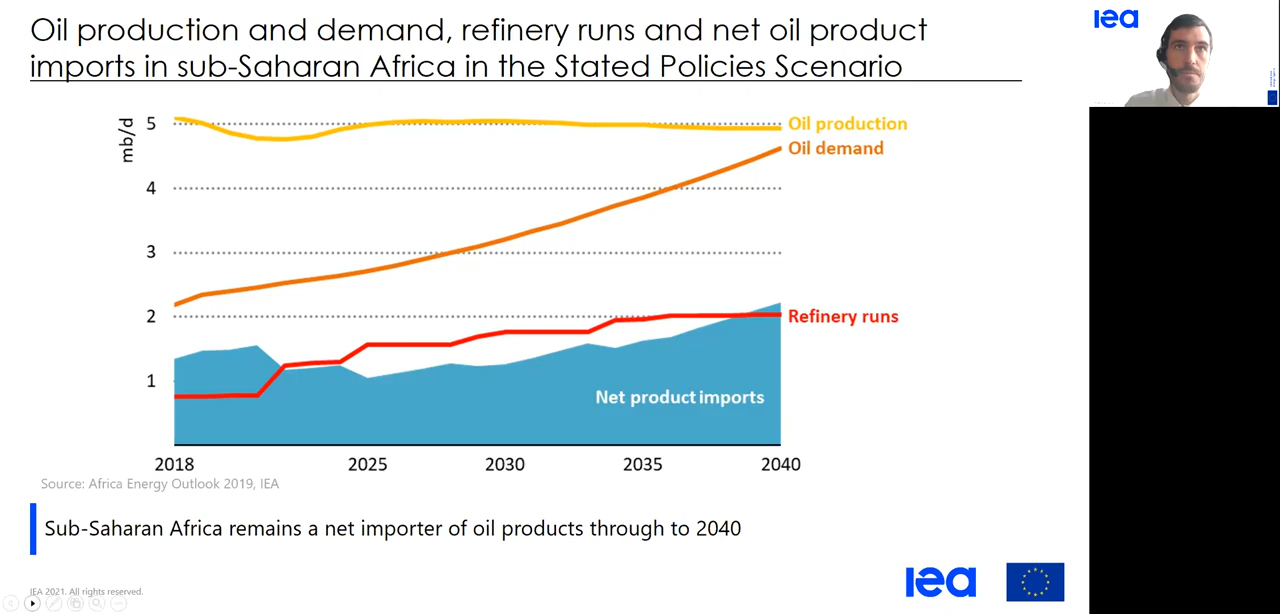 Oil production and demand, refinery runs and net oil product
imports in sub-Saharan Africa in the Stated Policies Scenario
iea
mb/d
5
4
3
2
1
Oil production
Oil demand
Refinery runs
Net product imports
2018 2025 2030 2035 2040
Source: Africa Energy Outlook 2019, IEA
Sub-Saharan Africa remains a net importer of oil products through to 2040
iea
IEA 2021. All rights reserved.